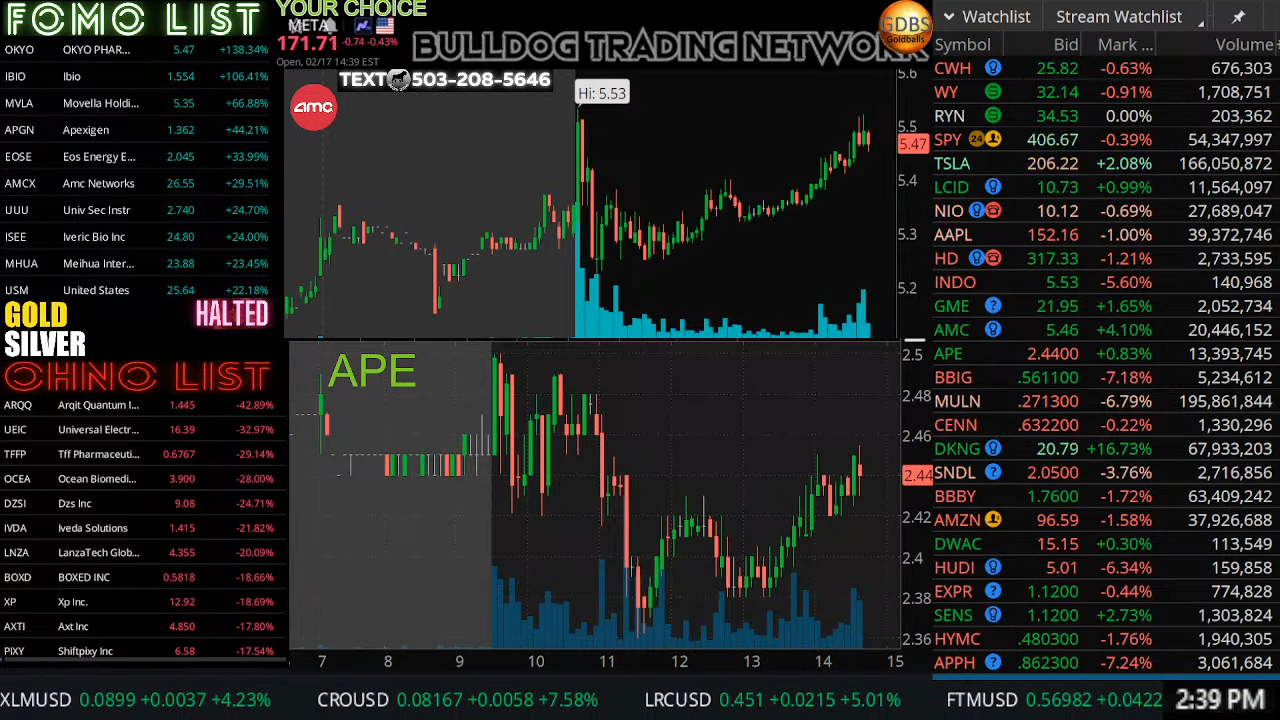 FOMO LIST
OKYO OKYO PHAR... 5.47 +138.34%
IBIO Ibio 1.554 +106.41%
MVLA Movella Holdi... 5.35 +66.88%
APGN Apexigen 1.362 +44.21%
EOSE Eos Energy E... 2.045 +33.99%
AMCX Amc Networks 26.55 +29.51%
UUU Univ Sec Instr 2.740 +24.70%
ISEE Iveric Bio Inc 24.80 +24.00%
MHUA Meihua Inter... 23.88 +23.45%
USM United States 25.64 +22.18%
GOLD HALTED
SILVER
OHNO LIST
ARQQ Arqit Quantum I... 1.445 -42.89%
UEIC Universal Electr... 16.39 -32.97%
TFFP Tff Pharmaceuti... 0.6767 -29.14%
OCEA Ocean Biomedi... 3.900 -28.00%
DZSI Dzs Inc 9.08 -24.71%
IVDA Iveda Solutions 1.415 -21.82%
LNZA LanzaTech Glob... 4.355 -20.09%
BOXD BOXED INC 0.5818 -18.66%
XP Xp Inc. 12.92 -18.69%
AXTI Axt Inc 4.850 -17.80%
PIXY Shiftpixy Inc 6.58 -17.54%
YOUR CHOICE
META
171.71 -0.74 -0.43%
Open, 02/17 14:39 EST
BULLDOG TRADING NETWORK
GDBS
Goldballs
TEXT 503-208-5646
amc
Hi: 5.53
5.6
5.5
5.47
5.4
5.3
5.2
APE
2.5
2.48
2.46
2.44
2.42
2.4
2.38
2.36
7 8 9 10 11 12 13 14 15
Watchlist Stream Watchlist
Symbol Bid Mark ... Volume
CWH 25.82 -0.63% 676,303
WY 32.14 -0.91% 1,708,751
RYN 34.53 0.00% 203,362
SPY 24 406.67 -0.39% 54,347,997
TSLA 206.22 +2.08% 166,050,872
LCID 10.73 +0.99% 11,564,097
NIO 10.12 -0.69% 27,689,047
AAPL 152.16 -1.00% 39,372,746
HD 317.33 -1.21% 2,733,595
INDO 5.53 -5.60% 140,968
GME ? 21.95 +1.65% 2,052,734
AMC 5.46 +4.10% 20,446,152
APE 2.4400 +0.83% 13,393,745
BBIG .561100 -7.18% 5,234,612
MULN .271300 -6.79% 195,861,844
CENN .632200 -0.22% 1,330,296
DKNG 20.79 +16.73% 67,933,203
SNDL ? 2.0500 -3.76% 2,716,856
BBBY 1.7600 -1.72% 63,409,242
AMZN 96.59 -1.58% 37,926,688
DWAC 15.15 +0.30% 113,549
HUDI 5.01 -6.34% 159,858
EXPR ? 1.1200 -0.44% 774,828
SENS 1.1200 +2.73% 1,303,824
HYMC .480300 -1.76% 1,940,305
APPH ? .862300 -7.24% 3,061,684
XLMUSD 0.0899 +0.0037 +4.23% CROUSD 0.08167 +0.0058 +7.58% LRCUSD 0.451 +0.0215 +5.01% FTMUSD 0.56982 +0.0422 2:39 PM